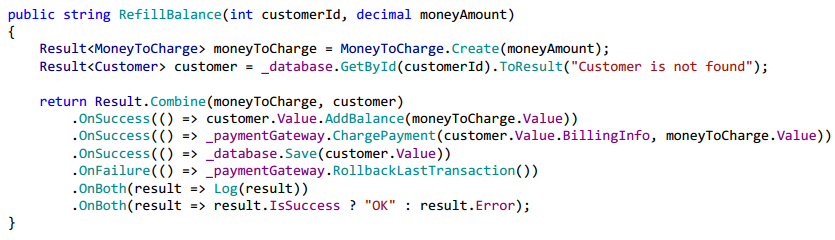 public string RefillBalance(int customerId, decimal moneyAmount)
{
    Result<MoneyToCharge> moneyToCharge = MoneyToCharge.Create(moneyAmount);
    Result<Customer> customer = _database.GetById(customerId).ToResult("Customer is not found");

    return Result.Combine(moneyToCharge, customer)
        .OnSuccess(() => customer.Value.AddBalance(moneyToCharge.Value))
        .OnSuccess(() => _paymentGateway.ChargePayment(customer.Value.BillingInfo, moneyToCharge.Value))
        .OnSuccess(() => _database.Save(customer.Value))
        .OnFailure(() => _paymentGateway.RollbackLastTransaction())
        .OnBoth(result => Log(result))
        .OnBoth(result => result.IsSuccess ? "OK" : result.Error);
}